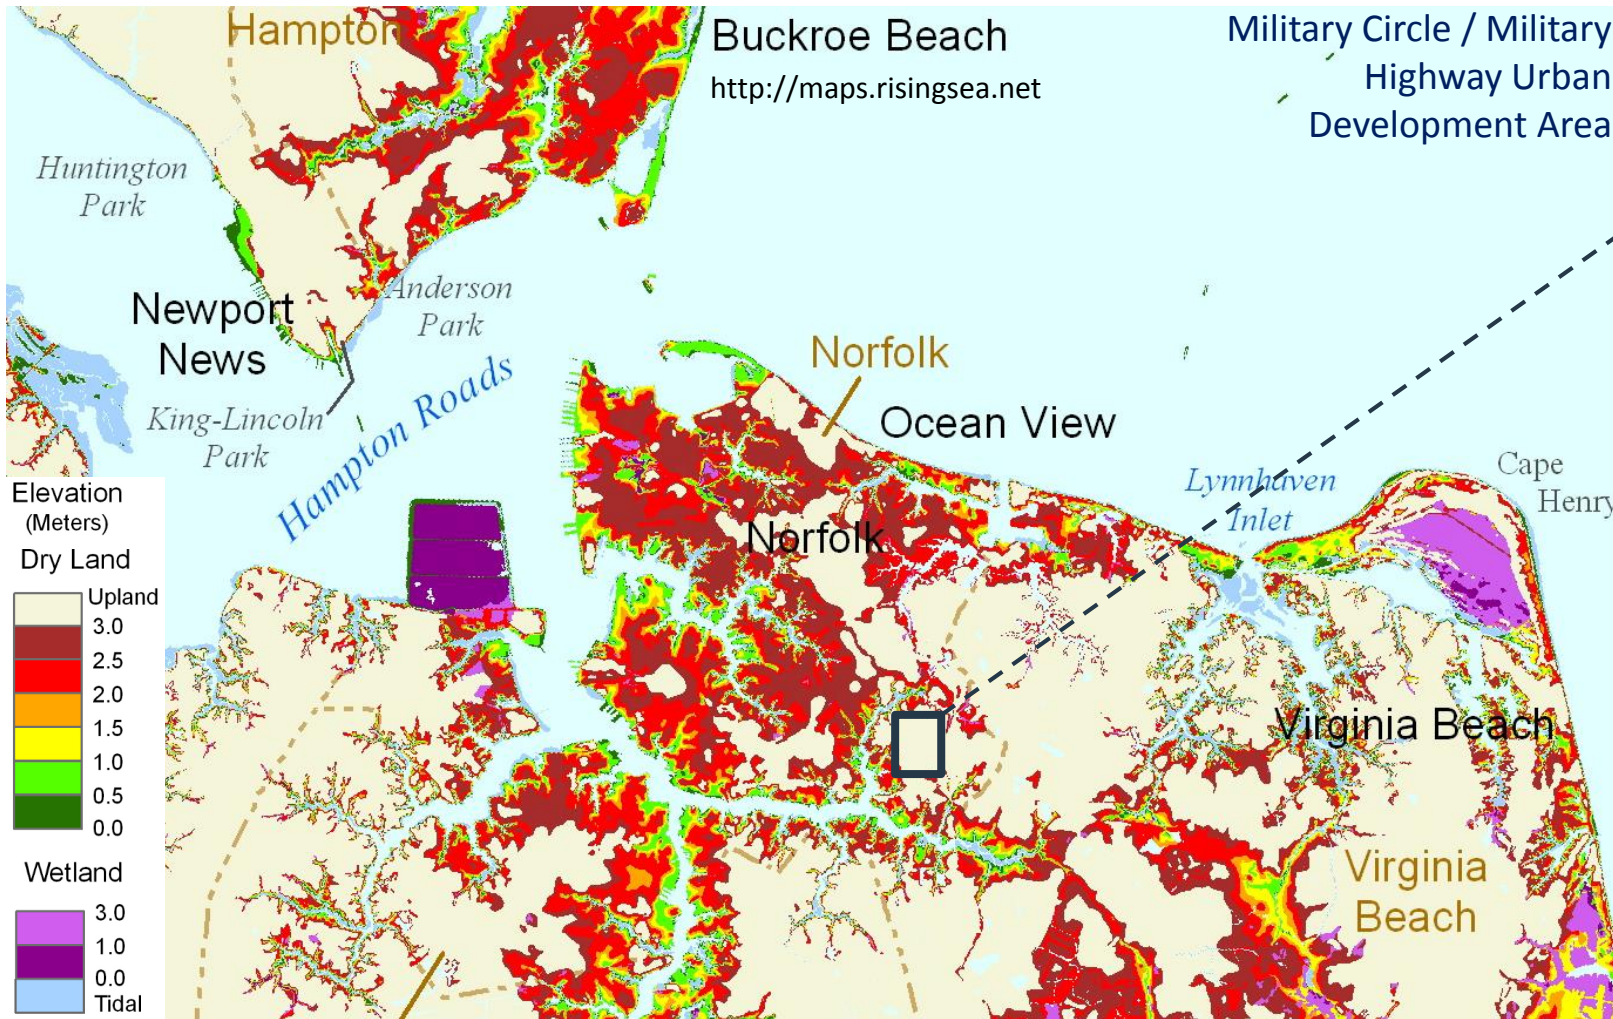 Hampton
Buckroe Beach
http://maps.risingsea.net
Military Circle / Military
Highway Urban
Development Area
Huntington
Park
Anderson
Park
Newport
News
King-Lincoln
Park
Hampton Roads
Norfolk
Ocean View
Lynnhaven
Inlet
Cape
Henry
Norfolk
Virginia Beach
Virginia
Beach
Elevation
(Meters)
Dry Land
Upland
3.0
2.5
2.0
1.5
1.0
0.5
0.0
Wetland
3.0
1.0
0.0
Tidal